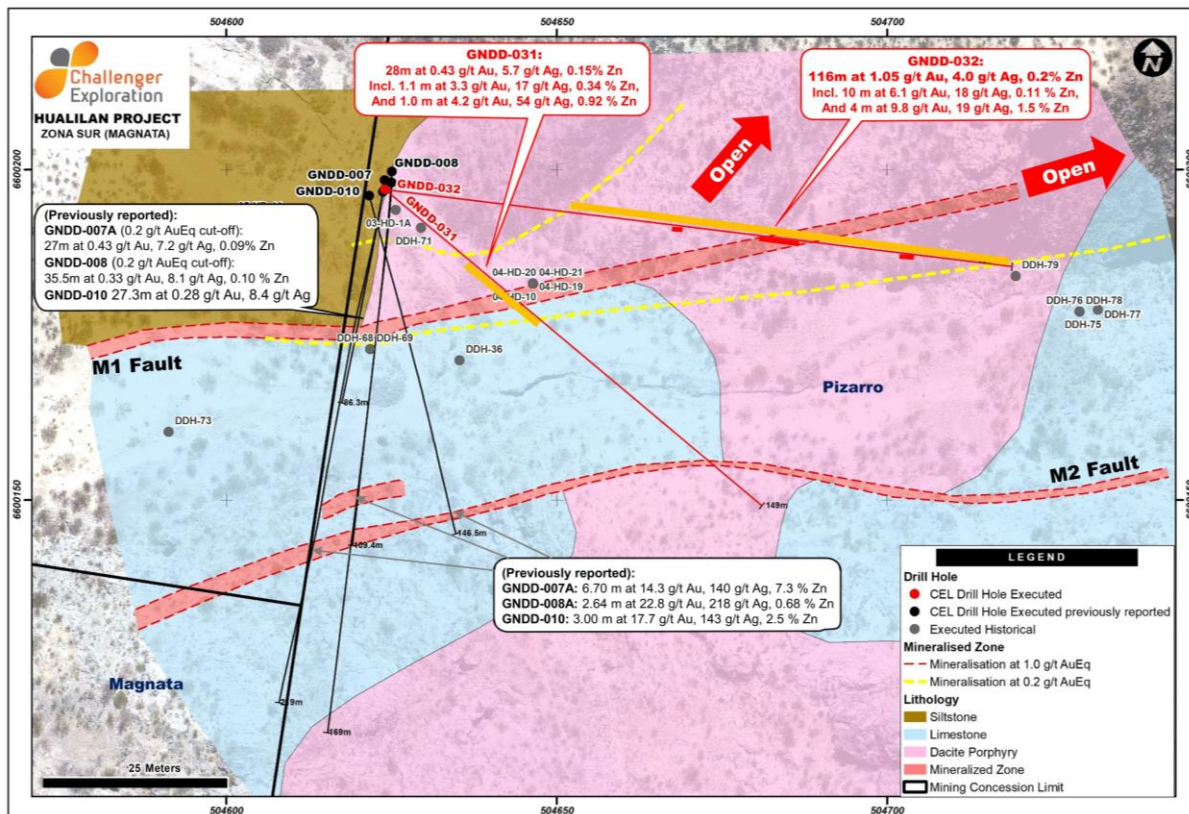 504600
504650
504700
Challenger
Exploration
HUALILAN PROJECT
ZONA SUR (MAGNATA)
GNDD-031:
28m at 0.43 g/t Au, 5.7 g/t Ag, 0.15% Zn
Incl. 1.1 m at 3.3 g/t Au, 17 g/t Ag, 0.34 % Zn,
And 1.0 m at 4.2 g/t Au, 54 g/t Ag, 0.92 % Zn
GNDD-032:
116m at 1.05 g/t Au, 4.0 g/t Ag, 0.2% Zn
Incl. 10 m at 6.1 g/t Au, 18 g/t Ag, 0.11 % Zn,
And 4 m at 9.8 g/t Au, 19 g/t Ag, 1.5 % Zn
N
Open
Open
6600200
6600200
GNDD-008
GNDD-007
GNDD-010
GNDD-032
GNDD-031
03-HD-1A
DDH-71
(Previously reported):
GNDD-007A (0.2 g/t AuEq cut-off):
27m at 0.43 g/t Au, 7.2 g/t Ag, 0.09% Zn
GNDD-008 (0.2 g/t AuEq cut-off):
35.5m at 0.33 g/t Au, 8.1 g/t Ag, 0.10 % Zn
GNDD-010 27.3m at 0.28 g/t Au, 8.4 g/t Ag
04-HD-20 04-HD-21
04-HD-10 04-HD-19
DDH-79
DDH-76 DDH-78
DDH-77
DDH-75
DDH-68 DDH-69
DDH-36
M1 Fault
86.3m
Pizarro
DDH-73
M2 Fault
6600150
6600150
149m
146.5m
109.4m
(Previously reported):
GNDD-007A: 6.70 m at 14.3 g/t Au, 140 g/t Ag, 7.3 % Zn
GNDD-008A: 2.64 m at 22.8 g/t Au, 218 g/t Ag, 0.68 % Zn
GNDD-010: 3.00 m at 17.7 g/t Au, 143 g/t Ag, 2.5 % Zn
Magnata
169m
25 Meters
LEGEND
Drill Hole
CEL Drill Hole Executed
CEL Drill Hole Executed previously reported
Executed Historical
Mineralised Zone
Mineralisation at 1.0 g/t AuEq
Mineralisation at 0.2 g/t AuEq
Lithology
Siltstone
Limestone
Dacite Porphyry
Mineralized Zone
Mining Concession Limit
504600
504650
504700